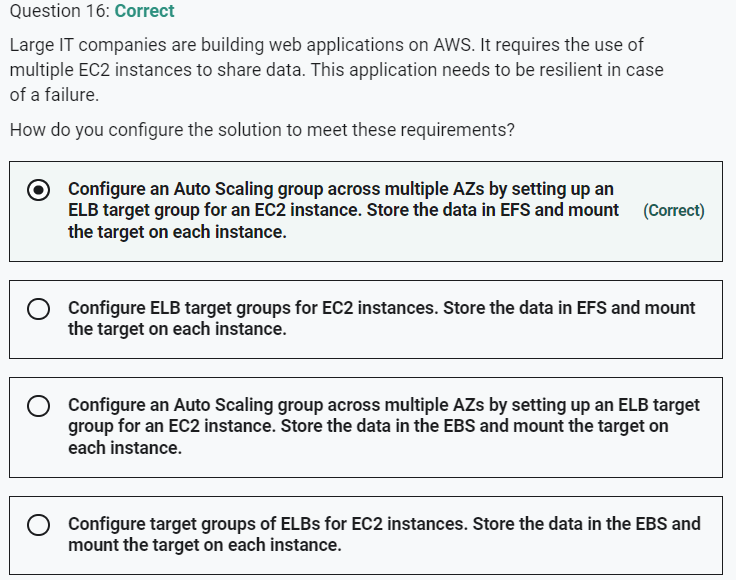 Question 16: Correct
Large IT companies are building web applications on AWS. It requires the use of
multiple EC2 instances to share data. This application needs to be resilient in case
of a failure.
How do you configure the solution to meet these requirements?
Configure an Auto Scaling group across multiple AZs by setting up an
ELB target group for an EC2 instance. Store the data in EFS and mount (Correct)
the target on each instance.
Configure ELB target groups for EC2 instances. Store the data in EFS and mount
the target on each instance.
Configure an Auto Scaling group across multiple AZs by setting up an ELB target
group for an EC2 instance. Store the data in the EBS and mount the target on
each instance.
Configure target groups of ELBs for EC2 instances. Store the data in the EBS and
mount the target on each instance.